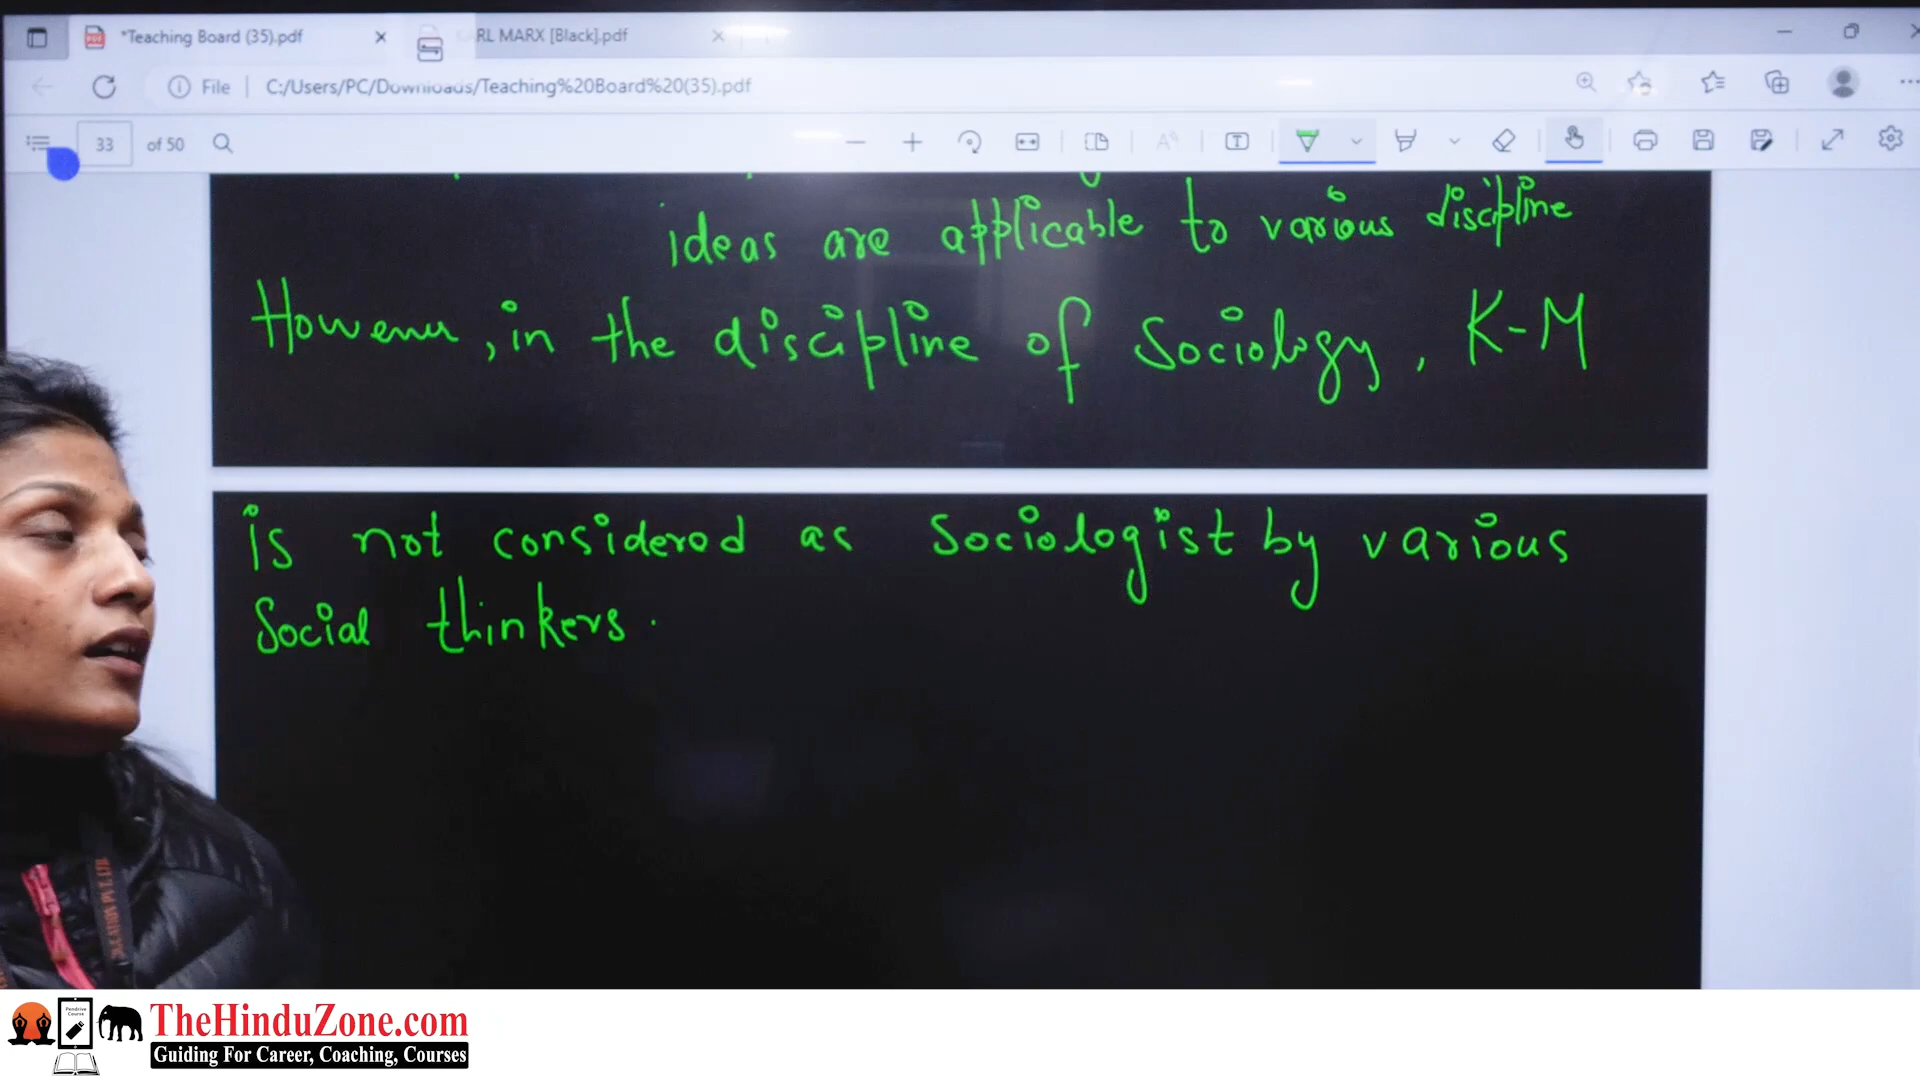 *Teaching Board (35).pdf
RL MARX [Black].pdf
File C:/Users/PC/Downloads/Teaching%20Board%20(35).pdf
33 of 50
ideas are applicable to various discipline
However, in the discipline of Sociology, K-M
is not considered as Sociologist by various
Social thinkers.
TheHinduZone.com
Guiding For Career, Coaching, Courses